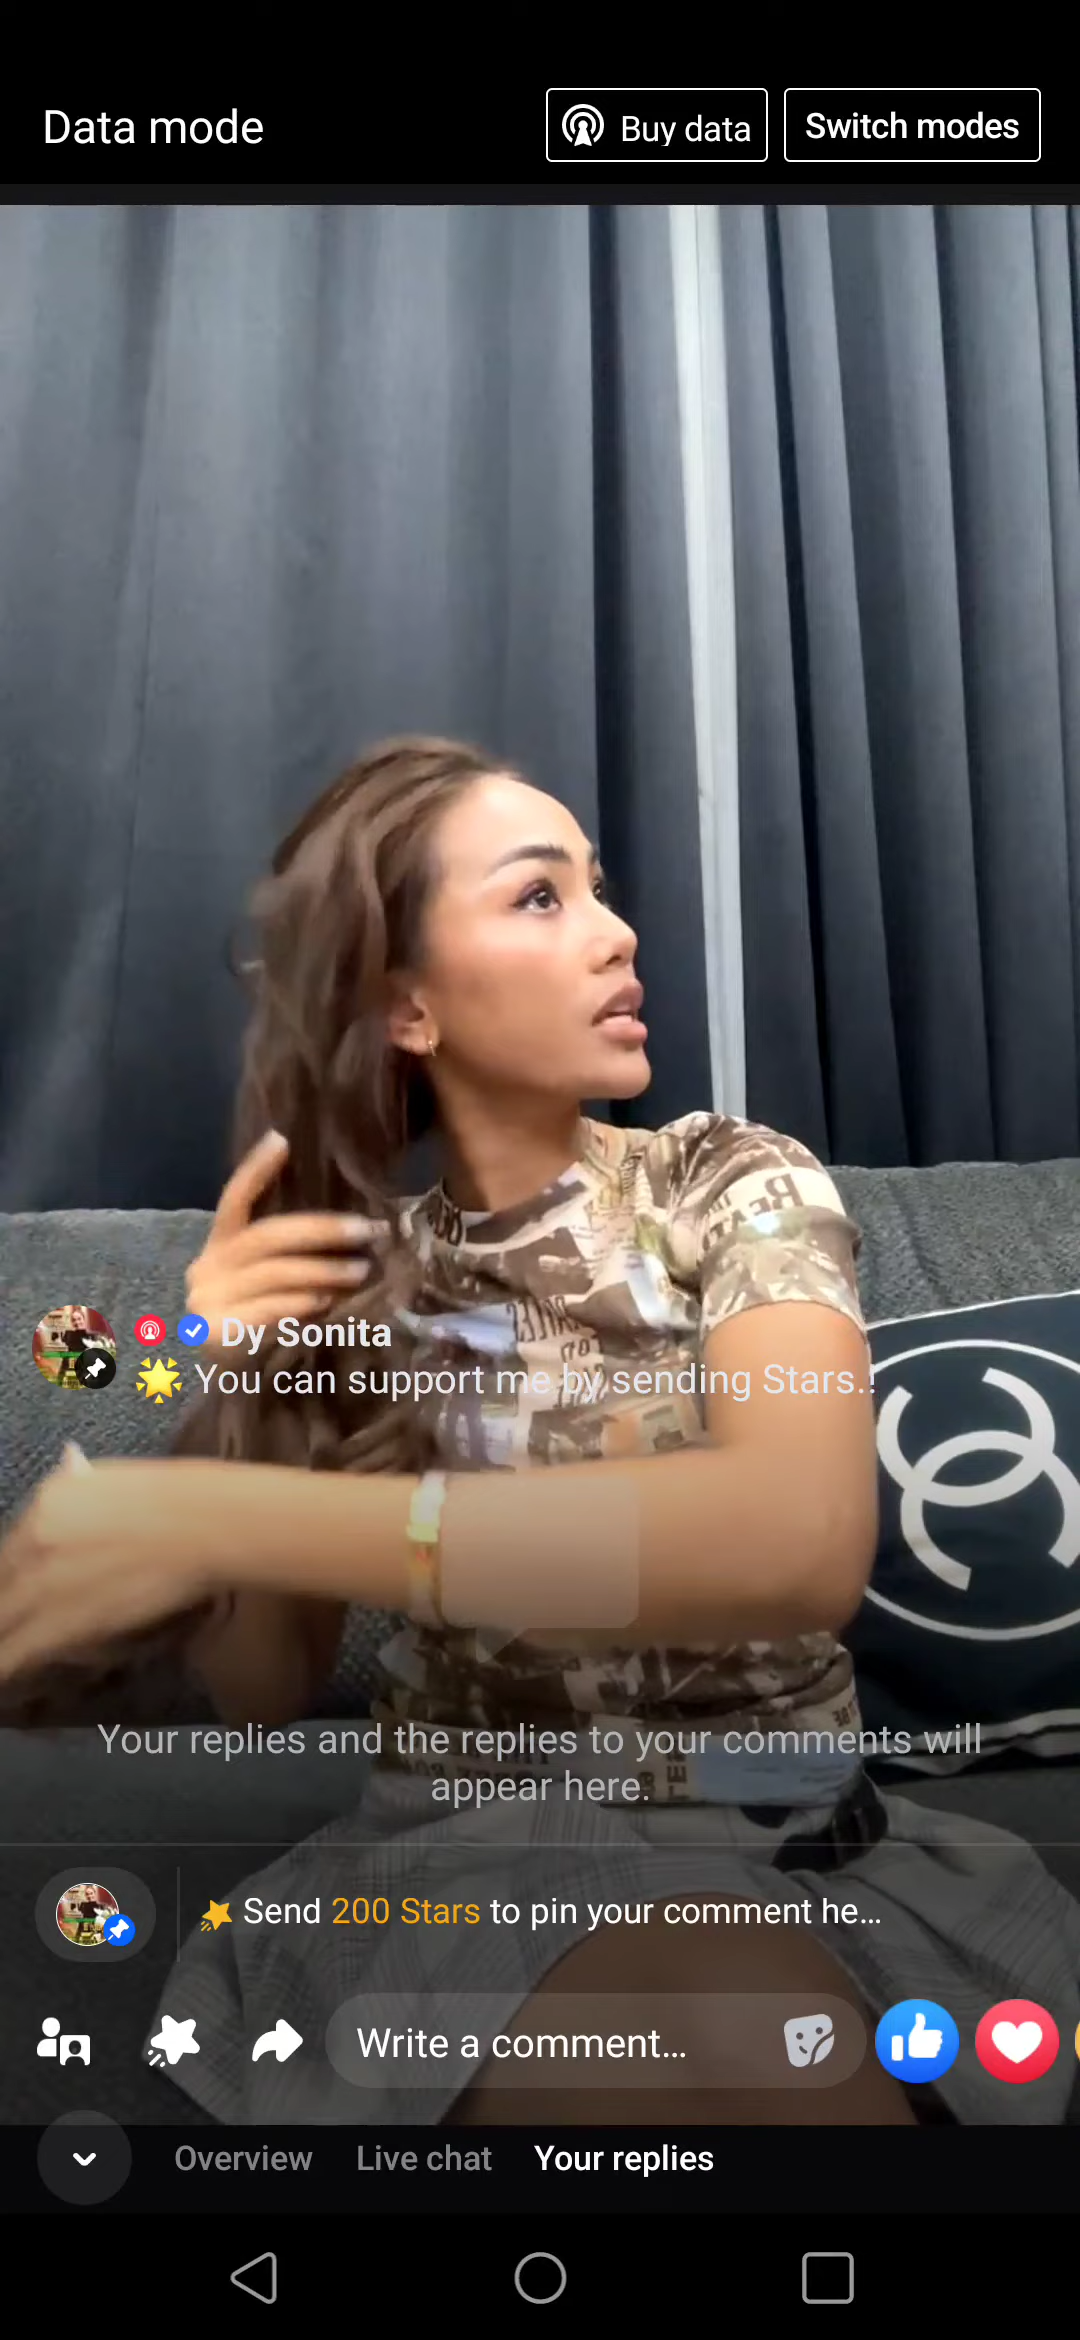 Data mode
Buy data
Switch modes
Dy Sonita
🌟 You can support me by sending Stars.!
Your replies and the replies to your comments will
appear here.
Send 200 Stars to pin your comment he...
Write a comment...
Overview
Live chat
Your replies